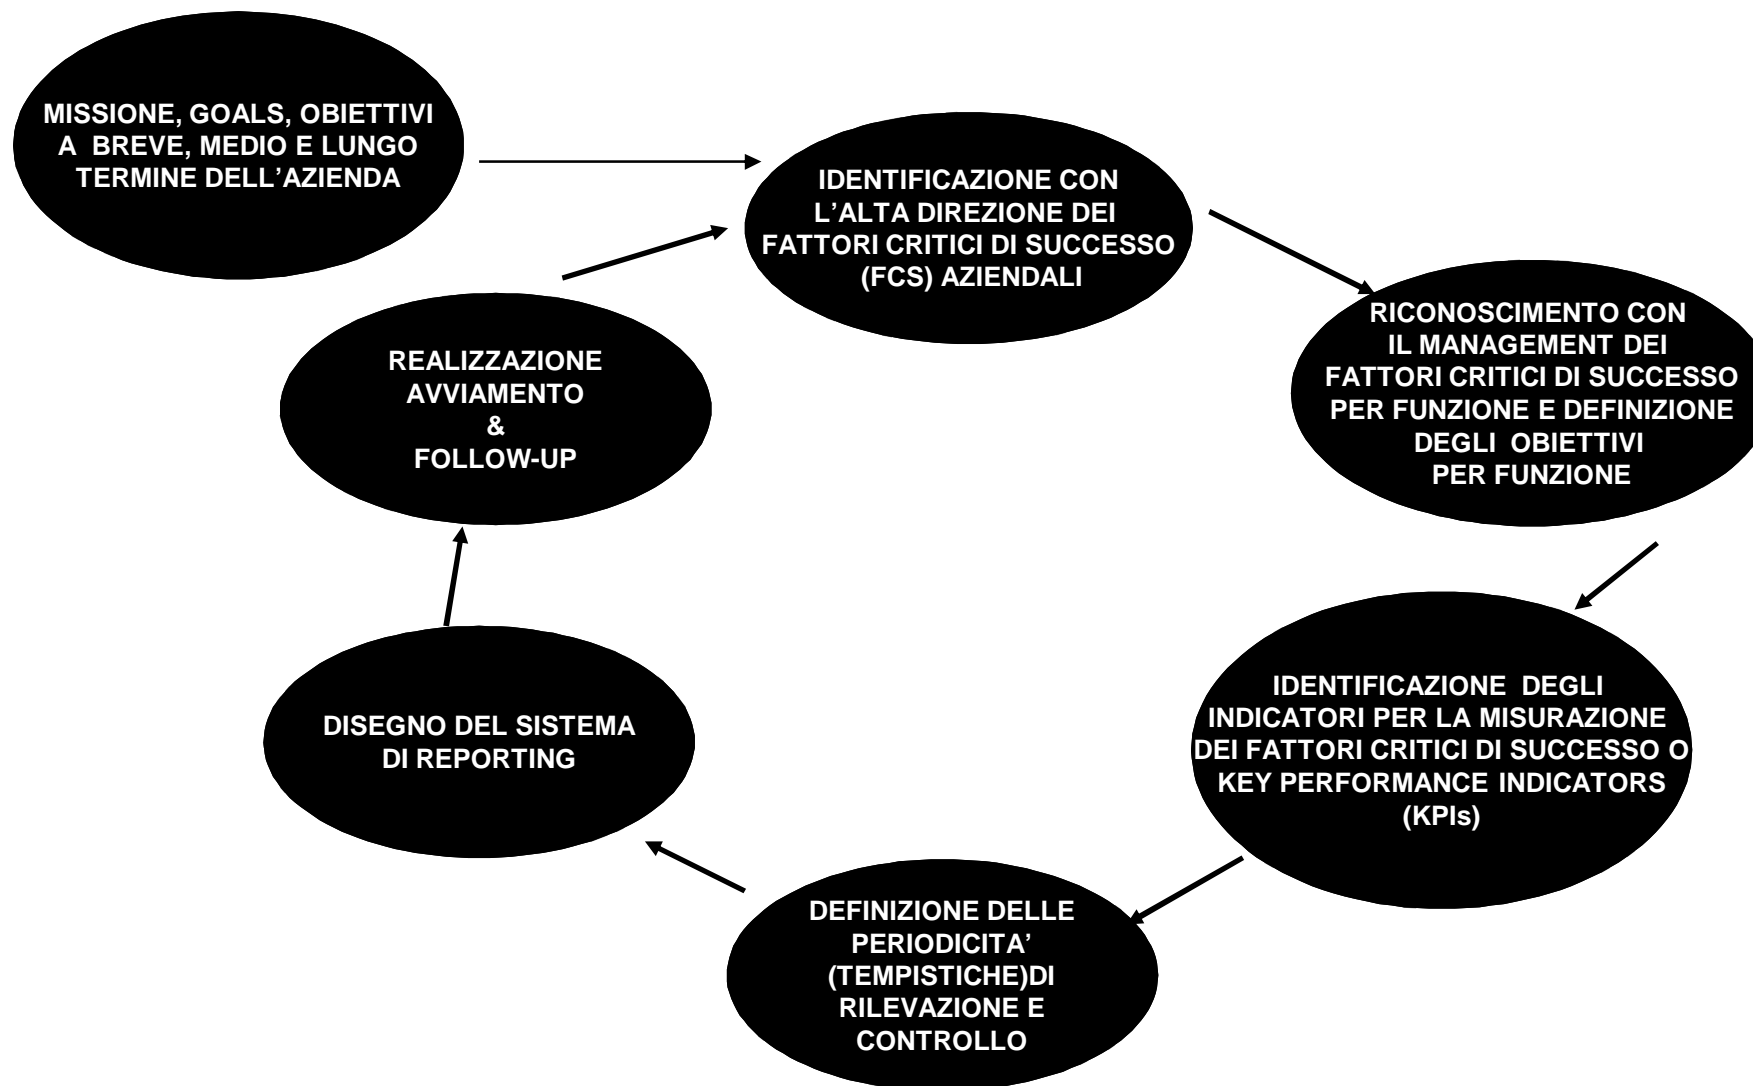 MISSIONE, GOALS, OBIETTIVI
A BREVE, MEDIO E LUNGO
TERMINE DELL’AZIENDA
IDENTIFICAZIONE CON
L’ALTA DIREZIONE DEI
FATTORI CRITICI DI SUCCESSO
(FCS) AZIENDALI
RICONOSCIMENTO CON
IL MANAGEMENT DEI
FATTORI CRITICI DI SUCCESSO
PER FUNZIONE E DEFINIZIONE
DEGLI OBIETTIVI
PER FUNZIONE
IDENTIFICAZIONE DEGLI
INDICATORI PER LA MISURAZIONE
DEI FATTORI CRITICI DI SUCCESSO O
KEY PERFORMANCE INDICATORS
(KPIs)
DEFINIZIONE DELLE
PERIODICITA’
(TEMPISTICHE)DI
RILEVAZIONE E
CONTROLLO
DISEGNO DEL SISTEMA
DI REPORTING
REALIZZAZIONE
AVVIAMENTO
&
FOLLOW-UP